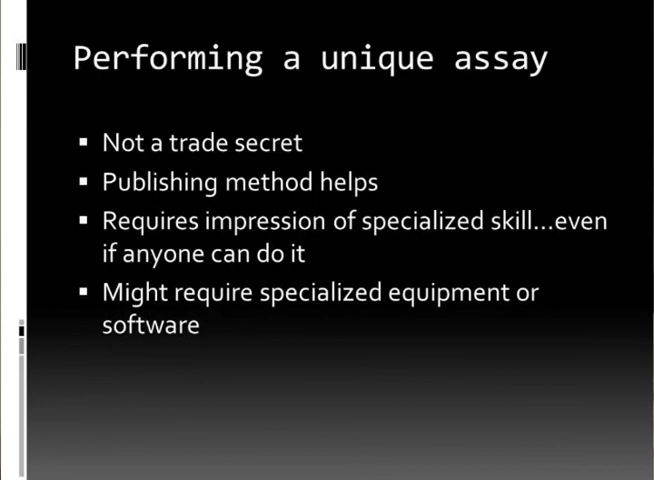 Performing a unique assay
▪ Not a trade secret
▪ Publishing method helps
▪ Requires impression of specialized skill...even
if anyone can do it
▪ Might require specialized equipment or
software